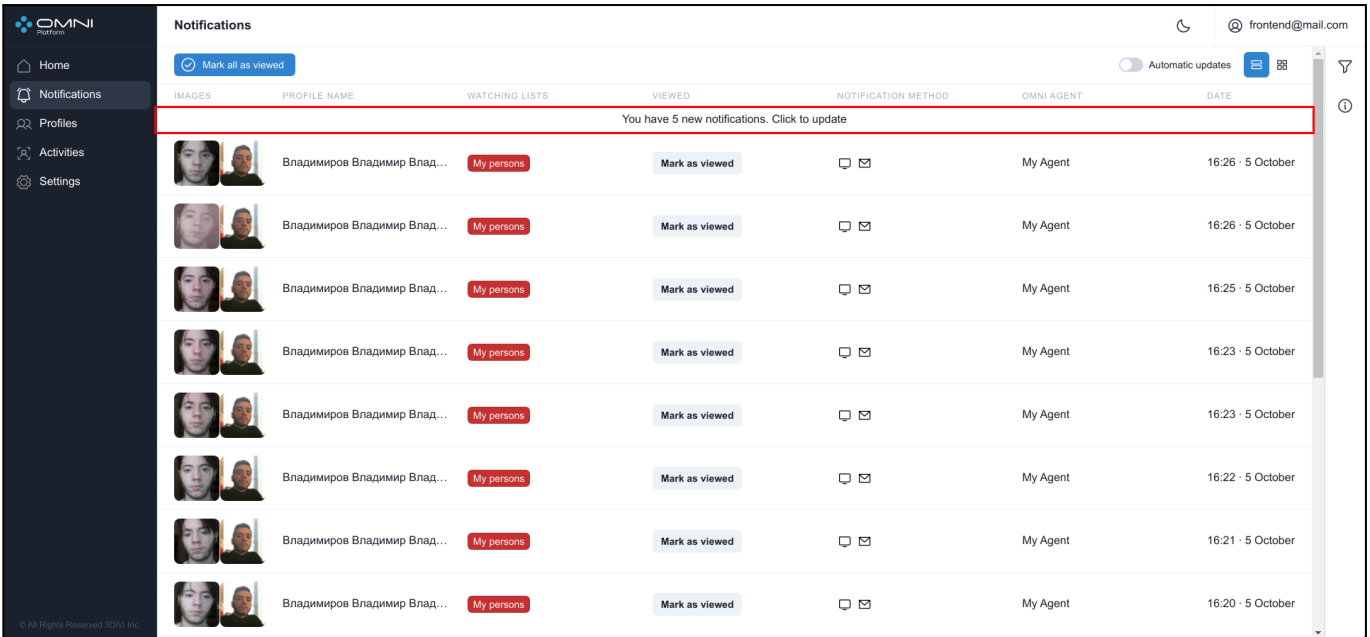 OMNI
Platform
Notifications
frontend@mail.com
Home
Notifications
Profiles
Activities
Settings
Mark all as viewed
Automatic updates
IMAGES PROFILE NAME WATCHING LISTS VIEWED NOTIFICATION METHOD OMNI AGENT DATE
You have 5 new notifications. Click to update
Владимиров Владимир Влад... My persons Mark as viewed My Agent 16:26 · 5 October
Владимиров Владимир Влад... My persons Mark as viewed My Agent 16:26 · 5 October
Владимиров Владимир Влад... My persons Mark as viewed My Agent 16:25 · 5 October
Владимиров Владимир Влад... My persons Mark as viewed My Agent 16:23 · 5 October
Владимиров Владимир Влад... My persons Mark as viewed My Agent 16:23 · 5 October
Владимиров Владимир Влад... My persons Mark as viewed My Agent 16:22 · 5 October
Владимиров Владимир Влад... My persons Mark as viewed My Agent 16:21 · 5 October
Владимиров Владимир Влад... My persons Mark as viewed My Agent 16:20 · 5 October
© All Rights Reserved 3DiVi Inc.